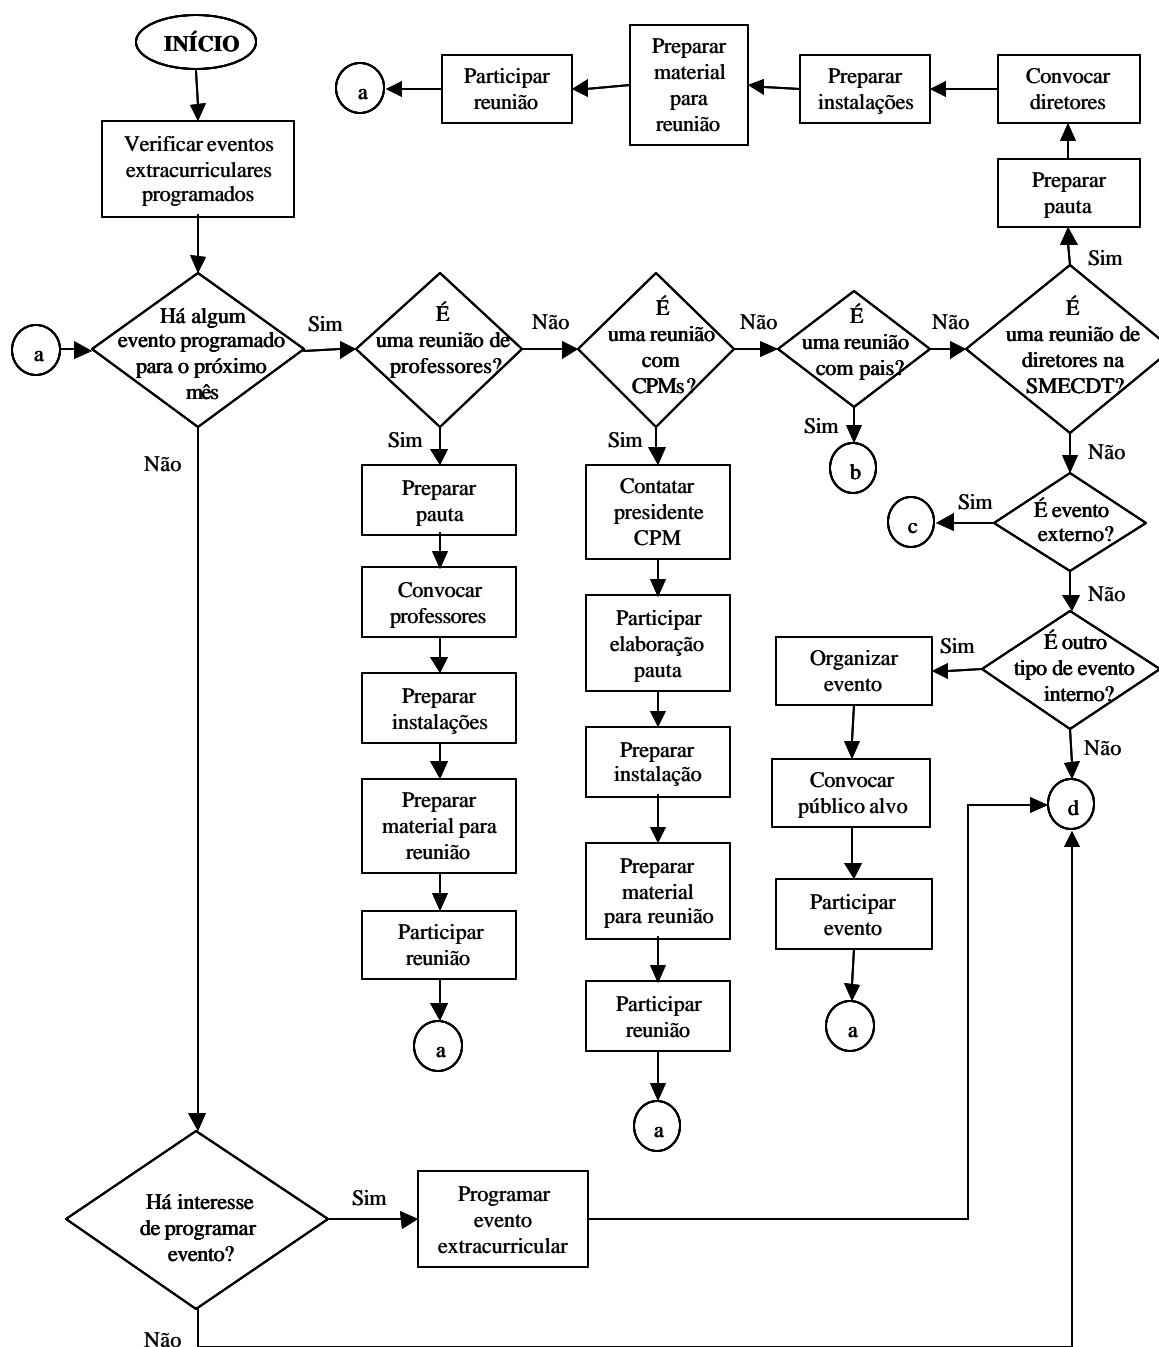 INÍCIO
Verificar eventos
extracurriculares
programados
a
Participar
reunião
Preparar
material
para
reunião
Preparar
instalações
Convocar
diretores
Preparar
pauta
Sim
a
Há algum
evento programado
para o próximo
mês
Sim
É
uma reunião de
professores?
Não
É
uma reunião
com
CPMs?
Não
É
uma reunião
com pais?
Não
É
uma reunião de
diretores na
SMECDT?
Não
Sim
Sim
Sim
b
Não
Preparar
pauta
Convocar
professores
Preparar
instalações
Preparar
material para
reunião
Participar
reunião
a
Contatar
presidente
CPM
Participar
elaboração
pauta
Preparar
instalação
Preparar
material
para reunião
Participar
reunião
a
c
Sim
É evento
externo?
Não
Organizar
evento
Sim
É outro
tipo de evento
interno?
Não
Convocar
público alvo
d
Participar
evento
a
Há interesse
de programar
evento?
Sim
Programar
evento
extracurricular
Não